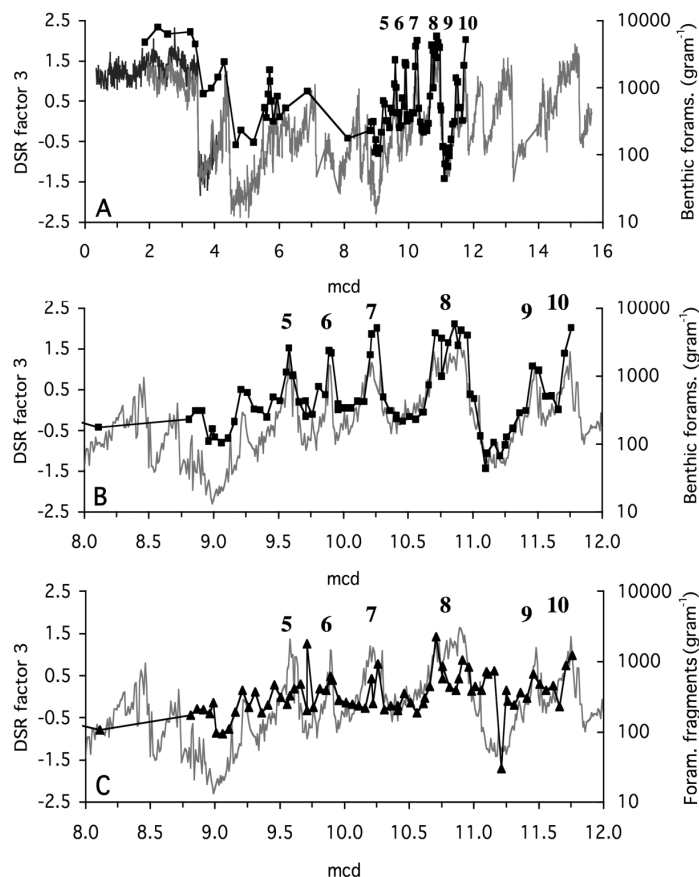 5 6 7 8 9 10
2.5 10000
1.5 1000
0.5
-0.5 100
-1.5
-2.5 10
DSR factor 3
Benthic forams. (gram-1)
A
0 2 4 6 8 10 12 14 16
mcd
5 6 7 8 9 10
2.5 10000
1.5 1000
0.5
-0.5 100
-1.5
-2.5 10
DSR factor 3
Benthic forams. (gram-1)
B
8.0 8.5 9.0 9.5 10.0 10.5 11.0 11.5 12.0
mcd
5 6 7 8 9 10
2.5 10000
1.5 1000
0.5
-0.5 100
-1.5
-2.5 10
DSR factor 3
Foram. fragments (gram-1)
C
8.0 8.5 9.0 9.5 10.0 10.5 11.0 11.5 12.0
mcd